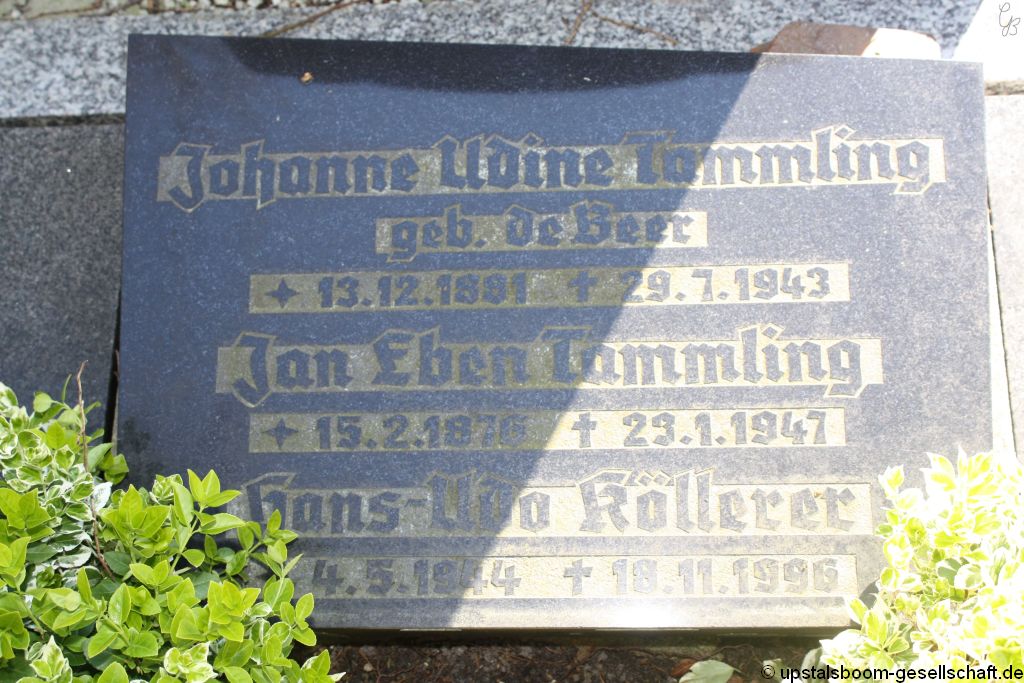 Johanne Udine Tammling
geb. de Beer
13.12.1881 † 29.7.1943
Jan Eben Tammling
15.2.1876 † 23.1.1947
Hans-Udo Köllerer
4.5.1944 † 18.11.1996
© upstalsboom-gesellschaft.de